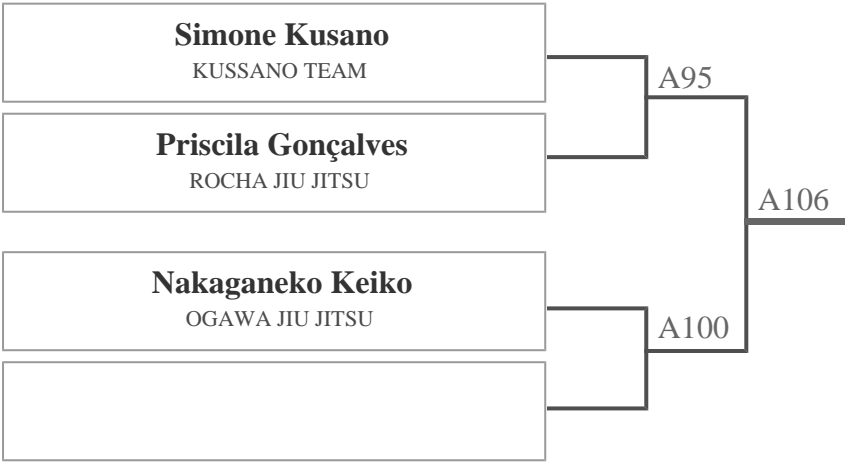 Simone Kusano
KUSSANO TEAM
A95
Priscila Gonçalves
ROCHA JIU JITSU
A106
Nakaganeko Keiko
OGAWA JIU JITSU
A100